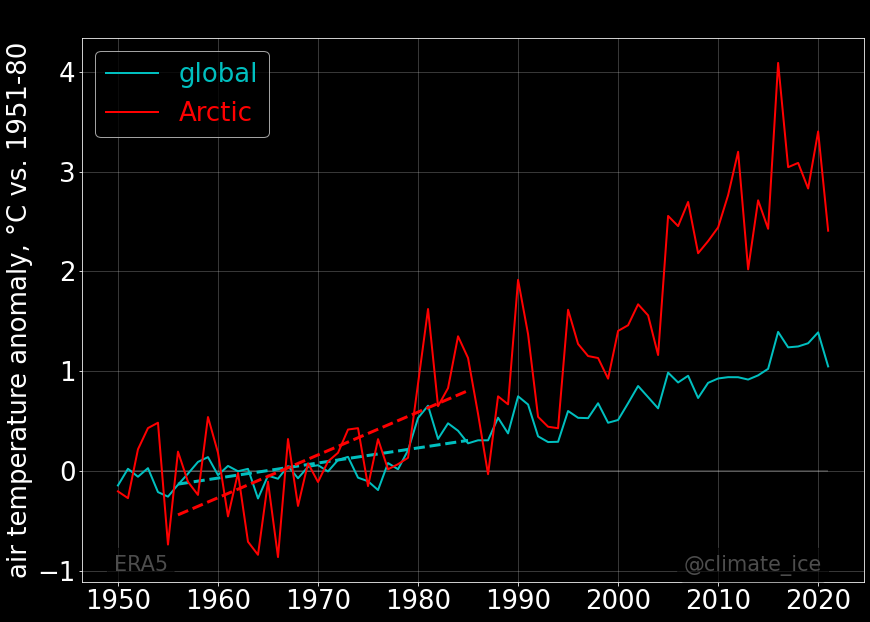 air temperature anomaly, °C vs. 1951-80
global
Arctic
4
3
2
1
0
−1
ERA5
@climate_ice
1950 1960 1970 1980 1990 2000 2010 2020